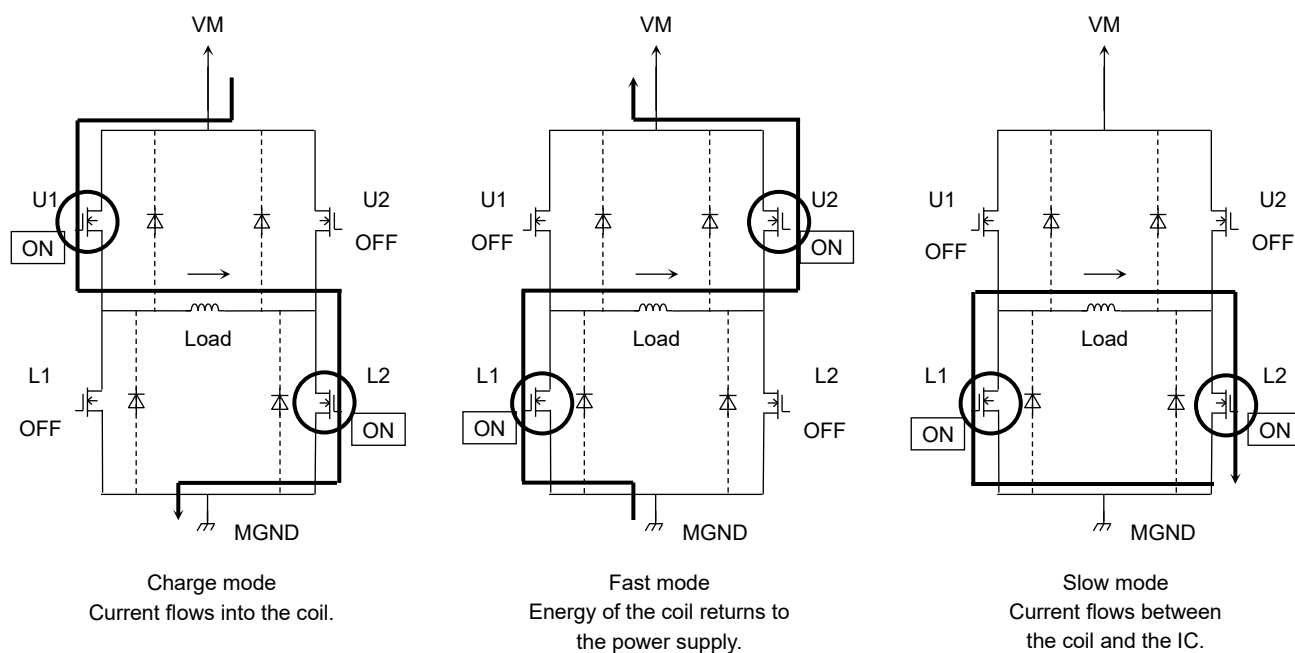 VM
U1
ON
U2
OFF
Load
L1
OFF
L2
ON
MGND
Charge mode
Current flows into the coil.
VM
U1
OFF
U2
ON
Load
L1
ON
L2
OFF
MGND
Fast mode
Energy of the coil returns to
the power supply.
VM
U1
OFF
U2
OFF
Load
L1
ON
L2
ON
MGND
Slow mode
Current flows between
the coil and the IC.